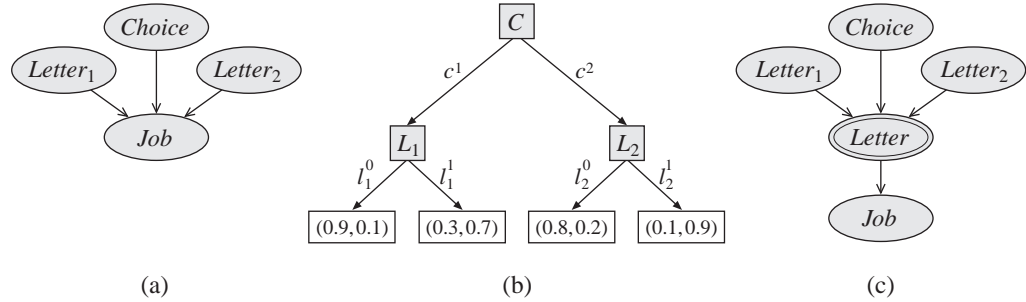 Choice
Letter₁
Letter₂
Job
(a)
C
c¹
c²
L₁
L₂
l₁⁰
l₁¹
l₂⁰
l₂¹
(0.9,0.1)
(0.3,0.7)
(0.8,0.2)
(0.1,0.9)
(b)
Choice
Letter₁
Letter₂
Letter
Job
(c)